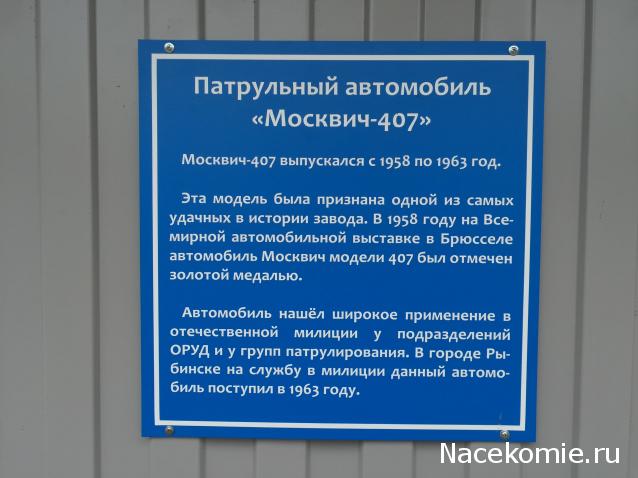 Патрульный автомобиль
«Москвич-407»
Москвич-407 выпускался с 1958 по 1963 год.
Эта модель была признана одной из самых
удачных в истории завода. В 1958 году на Все-
мирной автомобильной выставке в Брюсселе
автомобиль Москвич модели 407 был отмечен
золотой медалью.
Автомобиль нашёл широкое применение в
отечественной милиции у подразделений
ОРУД и у групп патрулирования. В городе Ры-
бинске на службу в милиции данный автомо-
биль поступил в 1963 году.
Nacekomie.ru